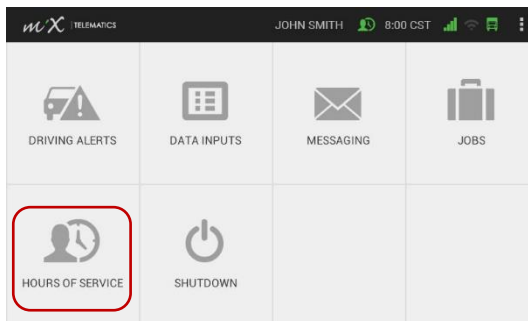 MiX TELEMATICS JOHN SMITH 8:00 CST
DRIVING ALERTS DATA INPUTS MESSAGING JOBS
HOURS OF SERVICE SHUTDOWN